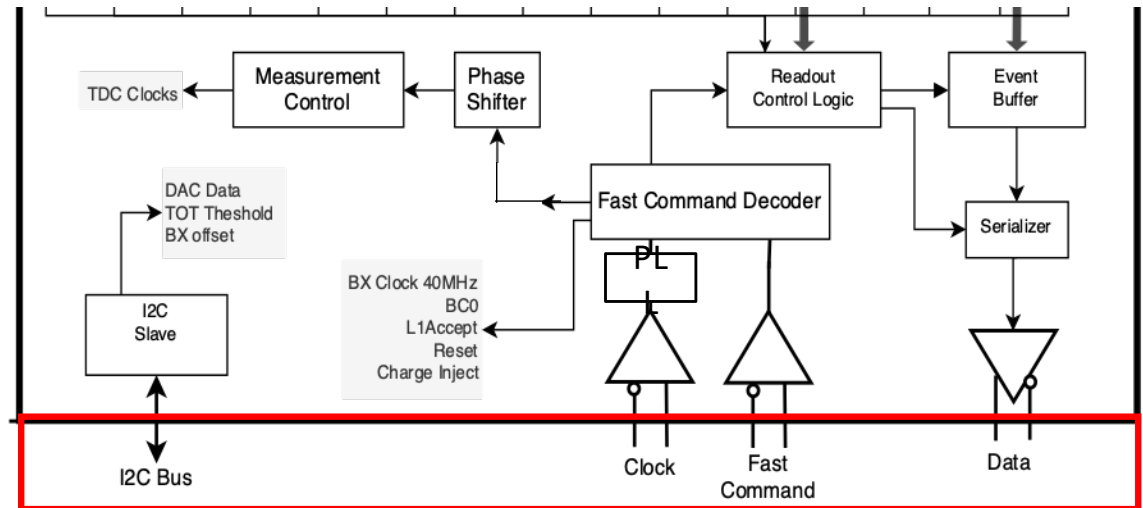 Measurement
Control
Phase
Shifter
Readout
Control Logic
Event
Buffer
TDC Clocks
DAC Data
TOT Theshold
BX offset
Fast Command Decoder
Serializer
PL
L
BX Clock 40MHz
BC0
L1Accept
Reset
Charge Inject
I2C
Slave
I2C Bus
Clock
Fast
Command
Data